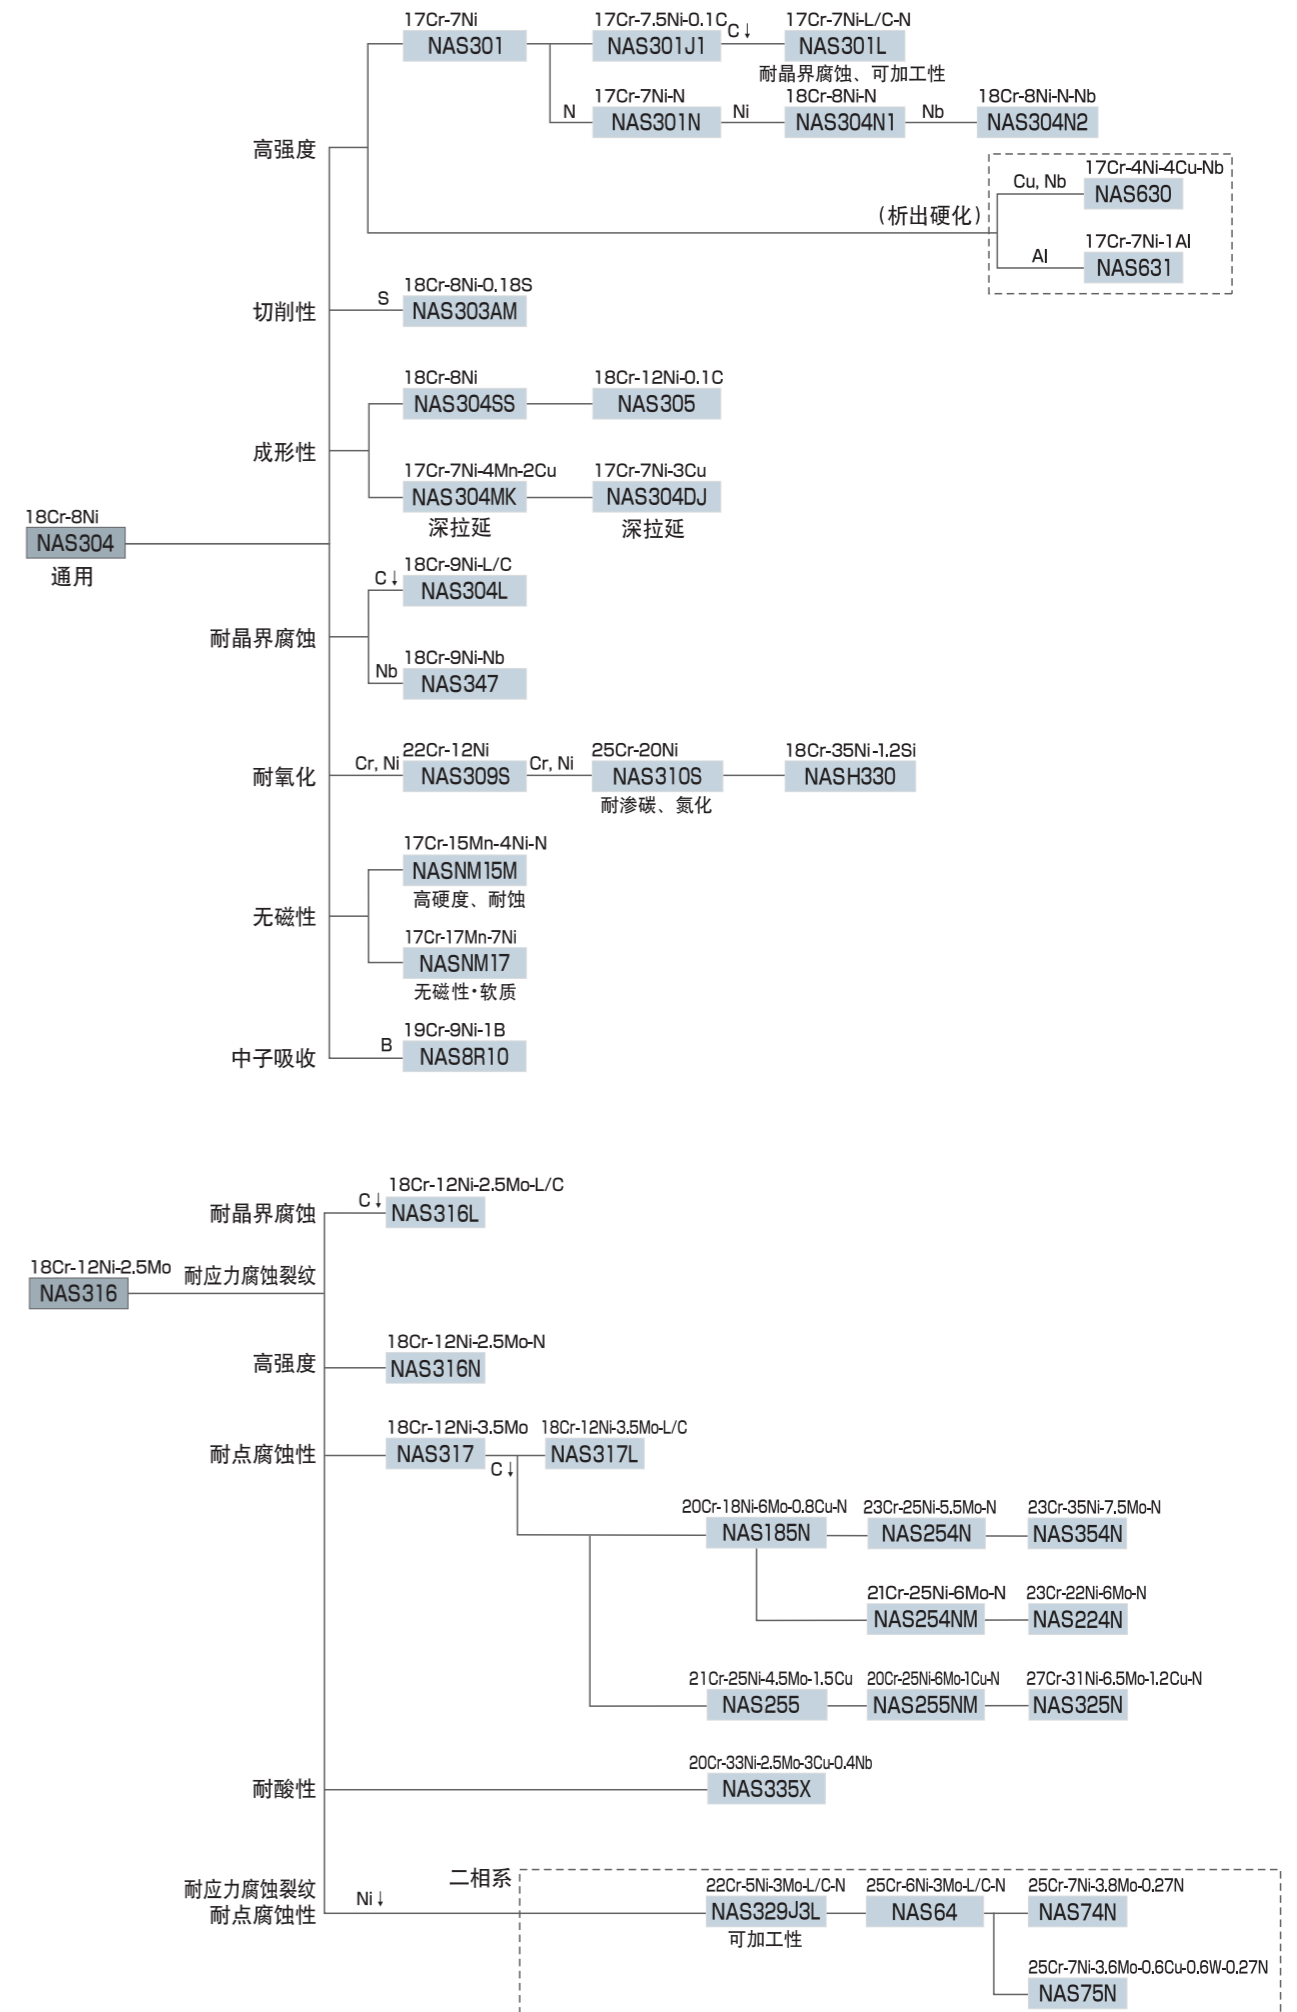 17Cr-7Ni
NAS301
17Cr-7.5Ni-0.1C
NAS301J1
C↓
17Cr-7Ni-L/C-N
NAS301L
耐晶界腐蚀、可加工性
N
17Cr-7Ni-N
NAS301N
Ni
18Cr-8Ni-N
NAS304N1
Nb
18Cr-8Ni-N-Nb
NAS304N2
高强度
(析出硬化)
Cu, Nb
17Cr-4Ni-4Cu-Nb
NAS630
Al
17Cr-7Ni-1Al
NAS631
切削性
S
18Cr-8Ni-0.18S
NAS303AM
成形性
18Cr-8Ni
NAS304SS
18Cr-12Ni-0.1C
NAS305
17Cr-7Ni-4Mn-2Cu
NAS304MK
深拉延
17Cr-7Ni-3Cu
NAS304DJ
深拉延
18Cr-8Ni
NAS304
通用
耐晶界腐蚀
C↓
18Cr-9Ni-L/C
NAS304L
Nb
18Cr-9Ni-Nb
NAS347
耐氧化
Cr, Ni
22Cr-12Ni
NAS309S
Cr, Ni
25Cr-20Ni
NAS310S
耐渗碳、氮化
18Cr-35Ni-1.2Si
NASH330
无磁性
17Cr-15Mn-4Ni-N
NASNM15M
高硬度、耐蚀
17Cr-17Mn-7Ni
NASNM17
无磁性·软质
中子吸收
B
19Cr-9Ni-1B
NAS8R10
耐晶界腐蚀
C↓
18Cr-12Ni-2.5Mo-L/C
NAS316L
18Cr-12Ni-2.5Mo
NAS316
耐应力腐蚀裂纹
高强度
18Cr-12Ni-2.5Mo-N
NAS316N
耐点腐蚀性
18Cr-12Ni-3.5Mo
NAS317
C↓
18Cr-12Ni-3.5Mo-L/C
NAS317L
20Cr-18Ni-6Mo-0.8Cu-N
NAS185N
23Cr-25Ni-5.5Mo-N
NAS254N
23Cr-35Ni-7.5Mo-N
NAS354N
21Cr-25Ni-6Mo-N
NAS254NM
23Cr-22Ni-6Mo-N
NAS224N
21Cr-25Ni-4.5Mo-1.5Cu
NAS255
20Cr-25Ni-6Mo-1Cu-N
NAS255NM
27Cr-31Ni-6.5Mo-1.2Cu-N
NAS325N
耐酸性
20Cr-33Ni-2.5Mo-3Cu-0.4Nb
NAS335X
耐应力腐蚀裂纹
耐点腐蚀性
Ni↓
二相系
22Cr-5Ni-3Mo-L/C-N
NAS329J3L
可加工性
25Cr-6Ni-3Mo-L/C-N
NAS64
25Cr-7Ni-3.8Mo-0.27N
NAS74N
25Cr-7Ni-3.6Mo-0.6Cu-0.6W-0.27N
NAS75N